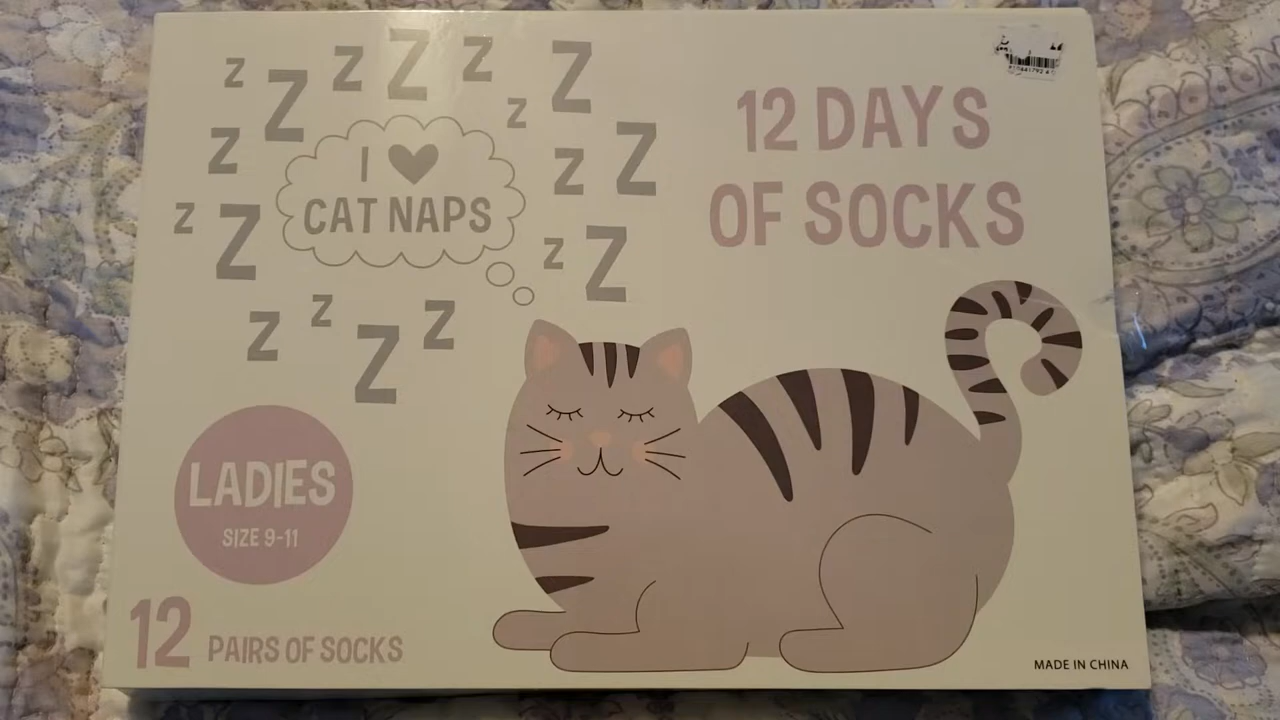 Z Z Z Z Z Z
Z Z Z Z Z
I ♥
CAT NAPS
Z Z Z Z
Z Z Z Z
12 DAYS
OF SOCKS
LADIES
SIZE 9-11
12 PAIRS OF SOCKS
MADE IN CHINA